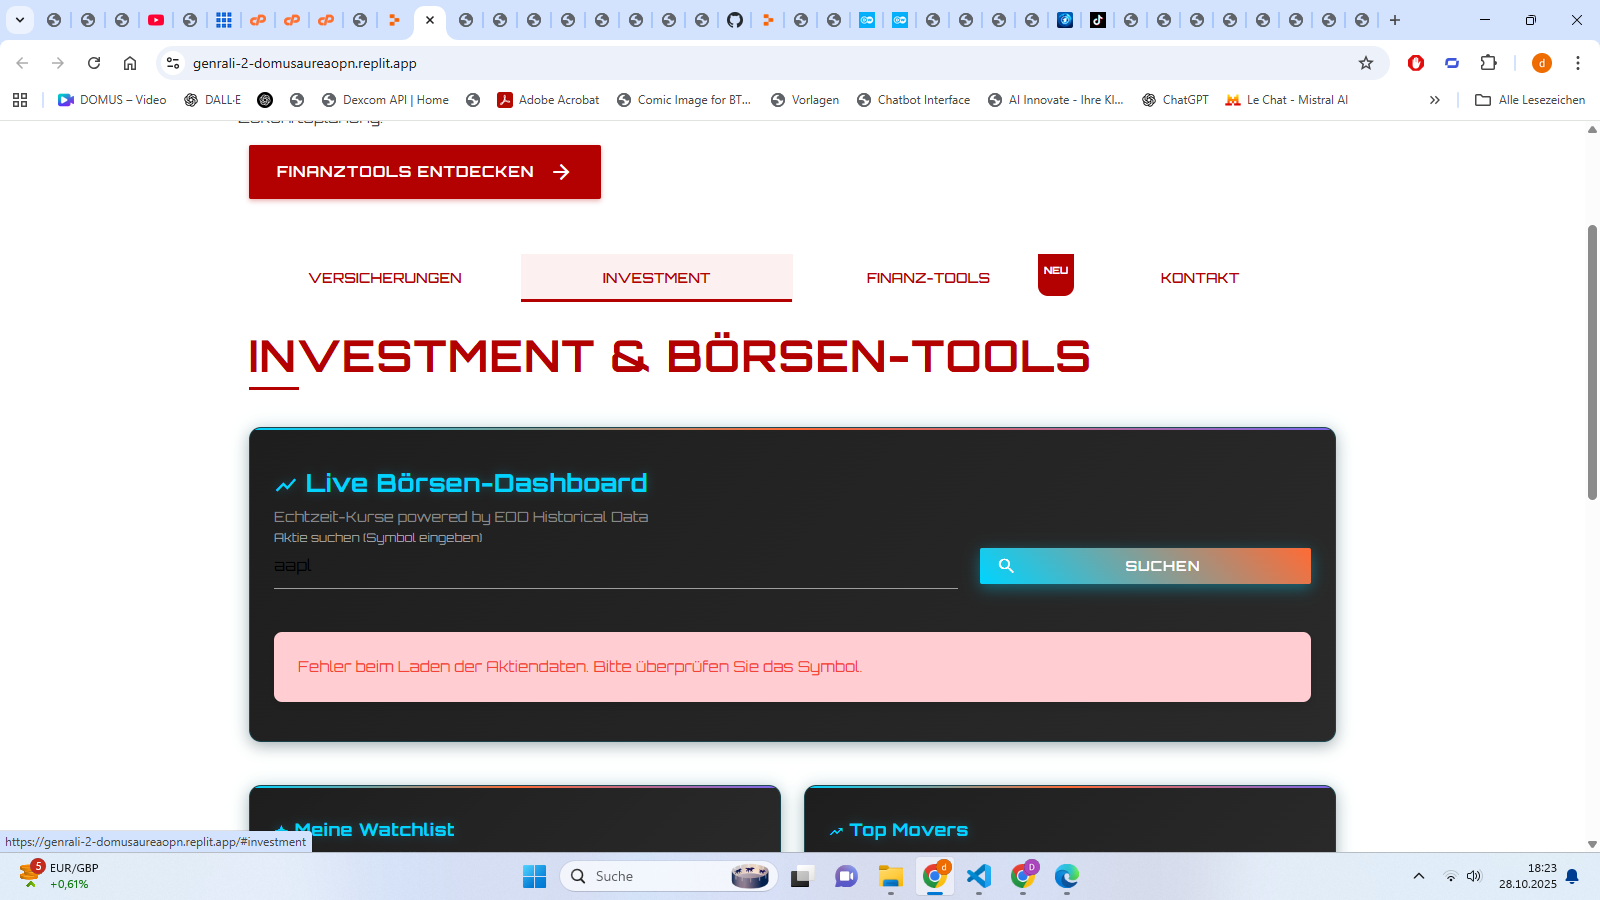 genrali-2-domusaureaopn.replit.app
DOMUS – Video
DALL·E
Dexcom API | Home
Adobe Acrobat
Comic Image for BT...
Vorlagen
Chatbot Interface
AI Innovate - Ihre KI...
ChatGPT
Le Chat - Mistral AI
Alle Lesezeichen
FINANZTOOLS ENTDECKEN
VERSICHERUNGEN
INVESTMENT
FINANZ-TOOLS
NEU
KONTAKT
INVESTMENT & BÖRSEN-TOOLS
Live Börsen-Dashboard
Echtzeit-Kurse powered by EOD Historical Data
Aktie suchen (Symbol eingeben)
aapl
SUCHEN
Fehler beim Laden der Aktiendaten. Bitte überprüfen Sie das Symbol.
Meine Watchlist
Top Movers
https://genrali-2-domusaureaopn.replit.app/#investment
5
EUR/GBP
+0,61%
Suche
d
D
18:23
28.10.2025